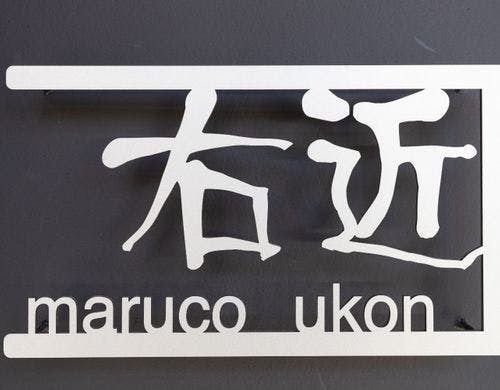 右近
maruco ukon